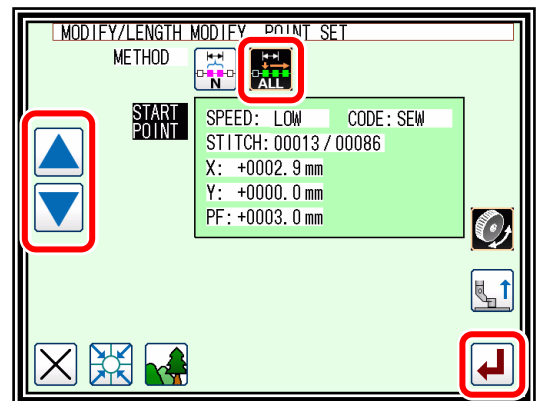 MODIFY/LENGTH MODIFY POINT SET
METHOD
N
ALL
START
POINT
SPEED: LOW CODE: SEW
STITCH: 00013 / 00086
X: +0002.9 mm
Y: +0000.0 mm
PF: +0003.0 mm